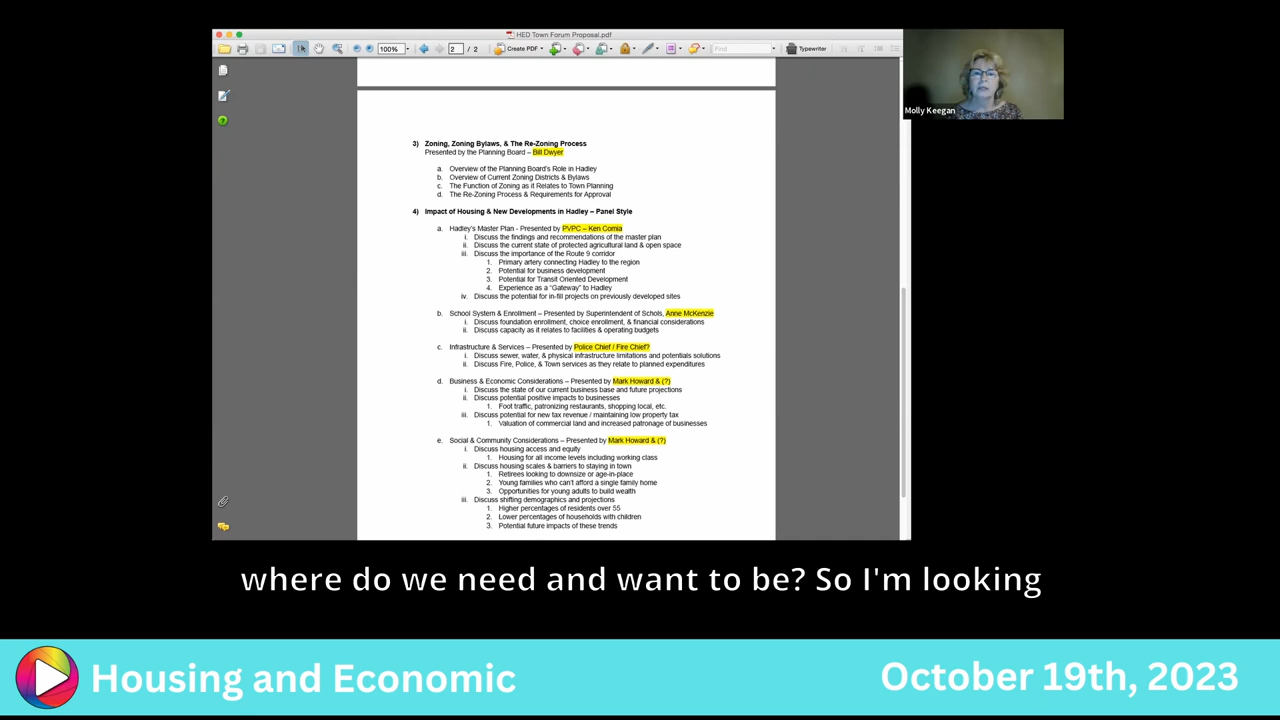 HED Town Forum Proposal.pdf
100%
2 / 2
Create PDF
Find
Typewriter
Molly Keegan
3) Zoning, Zoning Bylaws, & The Re-Zoning Process
Presented by the Planning Board – Bill Dwyer
a. Overview of the Planning Board's Role in Hadley
b. Overview of Current Zoning Districts & Bylaws
c. The Function of Zoning as it Relates to Town Planning
d. The Re-Zoning Process & Requirements for Approval
4) Impact of Housing & New Developments in Hadley – Panel Style
a. Hadley's Master Plan - Presented by PVPC – Ken Comia
i. Discuss the findings and recommendations of the master plan
ii. Discuss the current state of protected agricultural land & open space
iii. Discuss the importance of the Route 9 corridor
1. Primary artery connecting Hadley to the region
2. Potential for business development
3. Potential for Transit Oriented Development
4. Experience as a “Gateway” to Hadley
iv. Discuss the potential for in-fill projects on previously developed sites
b. School System & Enrollment – Presented by Superintendent of Schols, Anne McKenzie
i. Discuss foundation enrollment, choice enrollment, & financial considerations
ii. Discuss capacity as it relates to facilities & operating budgets
c. Infrastructure & Services – Presented by Police Chief / Fire Chief?
i. Discuss sewer, water, & physical infrastructure limitations and potentials solutions
ii. Discuss Fire, Police, & Town services as they relate to planned expenditures
d. Business & Economic Considerations – Presented by Mark Howard & (?)
i. Discuss the state of our current business base and future projections
ii. Discuss potential positive impacts to businesses
1. Foot traffic, patronizing restaurants, shopping local, etc.
iii. Discuss potential for new tax revenue / maintaining low property tax
1. Valuation of commercial land and increased patronage of businesses
e. Social & Community Considerations – Presented by Mark Howard & (?)
i. Discuss housing access and equity
1. Housing for all income levels including working class
ii. Discuss housing scales & barriers to staying in town
1. Retirees looking to downsize or age-in-place
2. Young families who can't afford a single family home
3. Opportunities for young adults to build wealth
iii. Discuss shifting demographics and projections
1. Higher percentages of residents over 55
2. Lower percentages of households with children
3. Potential future impacts of these trends
where do we need and want to be? So I'm looking
Housing and Economic
October 19th, 2023